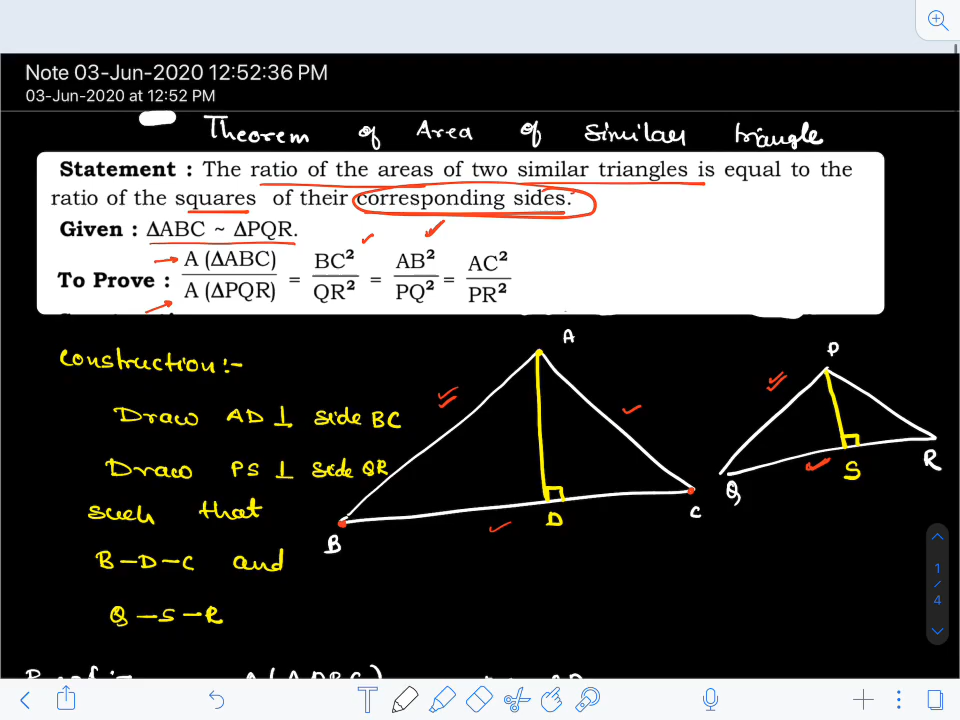 Note 03-Jun-2020 12:52:36 PM
03-Jun-2020 at 12:52 PM
Theorem of Area of Similar triangle
Statement : The ratio of the areas of two similar triangles is equal to the
ratio of the squares of their corresponding sides.
Given : ΔABC ~ ΔPQR.
To Prove : A (ΔABC) / A (ΔPQR) = BC² / QR² = AB² / PQ² = AC² / PR²
Construction :-
Draw AD ⊥ side BC
Draw PS ⊥ side QR
such that
B-D-C and
Q-S-R
A
B
D
C
P
Q
S
R
1 / 4